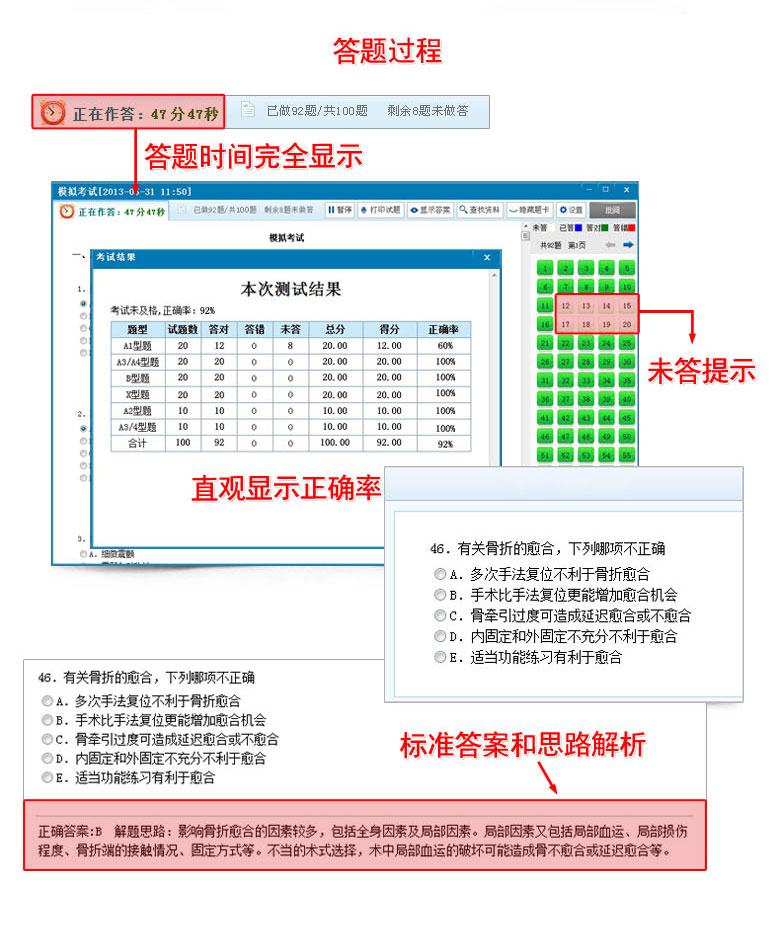 答题过程
正在作答：47分47秒 已做92题/共100题 剩余8题未做答
答题时间完全显示
模拟考试[2013-05-31 11:50]
正在作答：47分47秒 已做92题/共100题 剩余8题未做答 暂停 打印试题 显示答案 查找资料 隐藏题卡 设置
模拟考试
未答 已答 答对 答错
共92题 第1页
一、
考试结果
本次测试结果
考试未及格,正确率：92%
题型 试题数 答对 答错 未答 总分 得分 正确率
A1型题 20 12 0 8 20.00 12.00 60%
A3/A4型题 20 20 0 0 20.00 20.00 100%
B型题 20 20 0 0 20.00 20.00 100%
X型题 20 20 0 0 20.00 20.00 100%
A2型题 10 10 0 0 10.00 10.00 100%
A3/4型题 10 10 0 0 10.00 10.00 100%
合计 100 92 0 0 100.00 92.00 92%
1.
2.
3.
A. 细微震颤
1 2 3 4 5
6 7 8 9 10
11 12 13 14 15
16 17 18 19 20
21 22 23 24 25
26 27 28 29 30
31 32 33 34 35
36 37 38 39 40
41 42 43 44 45
46 47 48 49 50
51 52 53 54 55
未答提示
直观显示正确率
46. 有关骨折的愈合，下列哪项不正确
A. 多次手法复位不利于骨折愈合
B. 手术比手法复位更能增加愈合机会
C. 骨牵引过度可造成延迟愈合或不愈合
D. 内固定和外固定不充分不利于愈合
E. 适当功能练习有利于愈合
46. 有关骨折的愈合，下列哪项不正确
A. 多次手法复位不利于骨折愈合
B. 手术比手法复位更能增加愈合机会
C. 骨牵引过度可造成延迟愈合或不愈合
D. 内固定和外固定不充分不利于愈合
E. 适当功能练习有利于愈合
标准答案和思路解析
正确答案:B 解题思路：影响骨折愈合的因素较多，包括全身因素及局部因素。局部因素又包括局部血运、局部损伤
程度、骨折端的接触情况、固定方式等。不当的术式选择，术中局部血运的破坏可能造成骨不愈合或延迟愈合等。